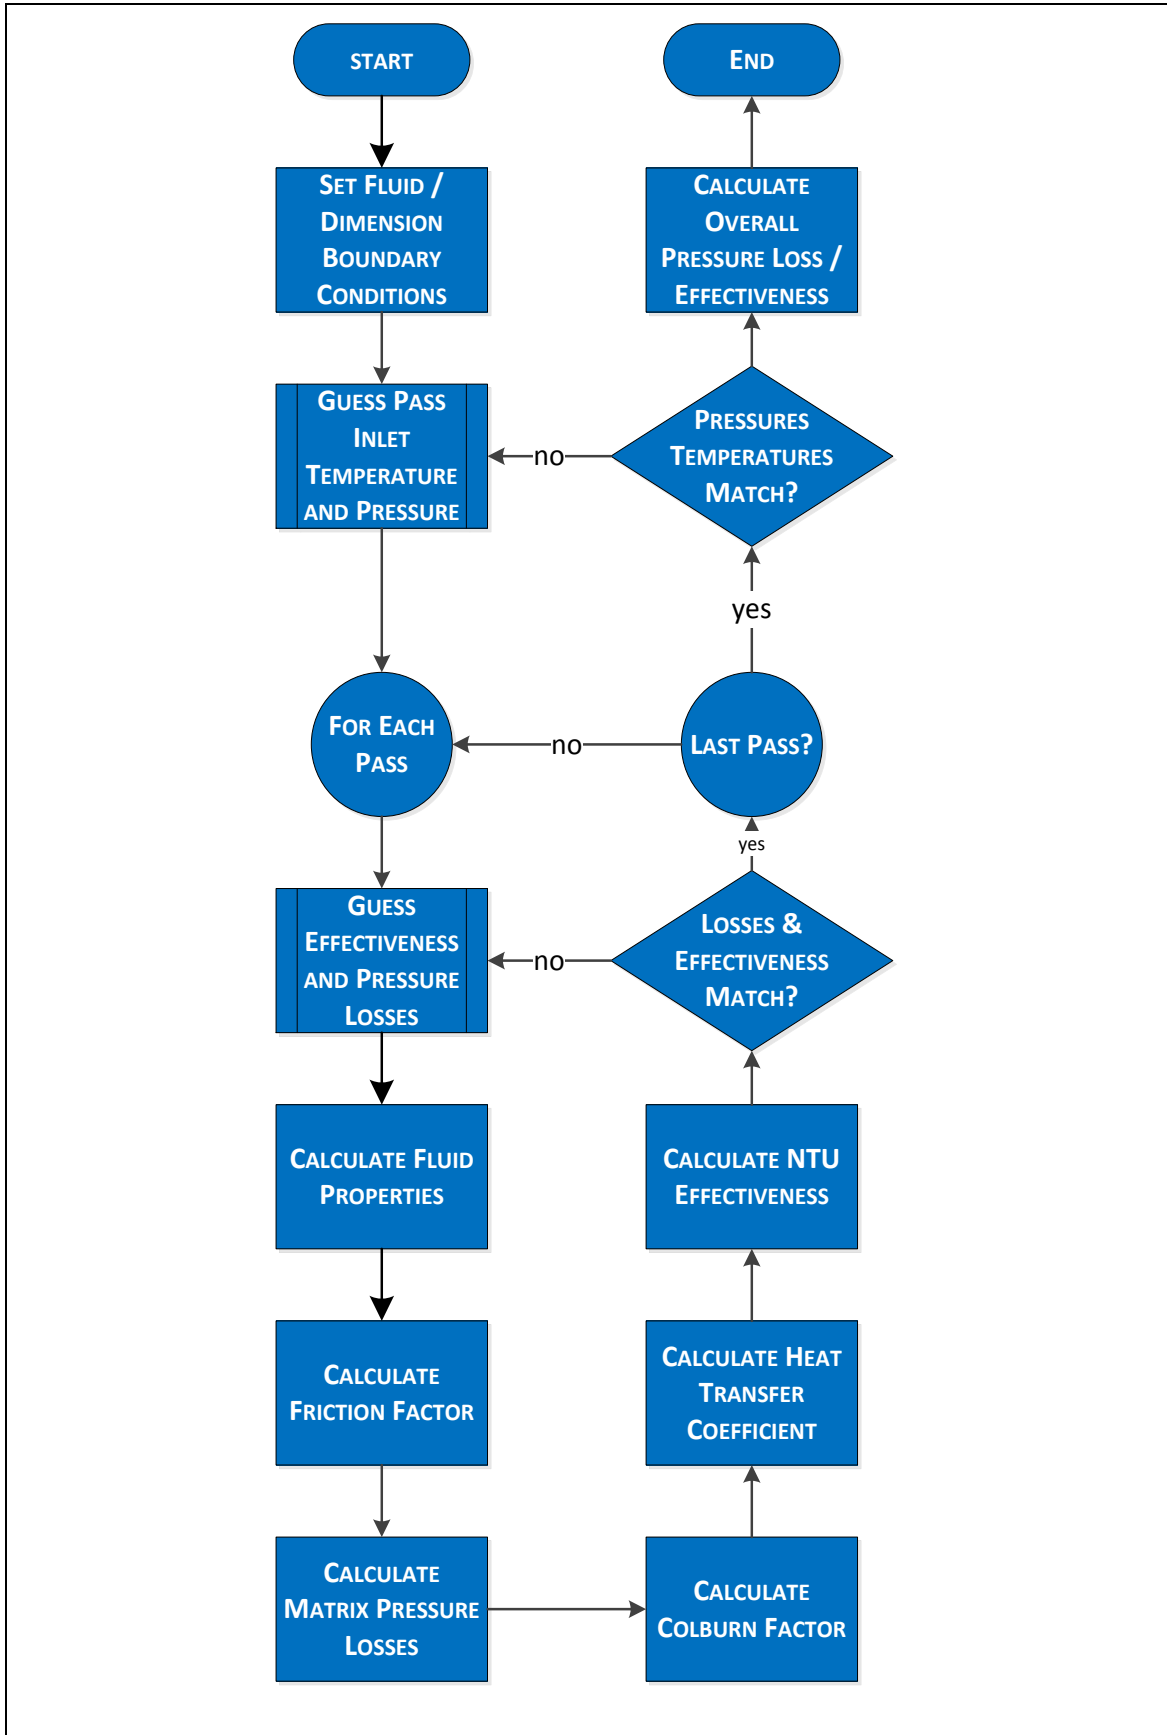 START
SET FLUID /
DIMENSION
BOUNDARY
CONDITIONS
GUESS PASS
INLET
TEMPERATURE
AND PRESSURE
FOR EACH
PASS
GUESS
EFFECTIVENESS
AND PRESSURE
LOSSES
CALCULATE FLUID
PROPERTIES
CALCULATE
FRICTION FACTOR
CALCULATE
MATRIX PRESSURE
LOSSES
CALCULATE
COLBURN FACTOR
CALCULATE HEAT
TRANSFER
COEFFICIENT
CALCULATE NTU
EFFECTIVENESS
LOSSES &
EFFECTIVENESS
MATCH?
no
yes
LAST PASS?
no
yes
PRESSURES
TEMPERATURES
MATCH?
no
CALCULATE
OVERALL
PRESSURE LOSS /
EFFECTIVENESS
END